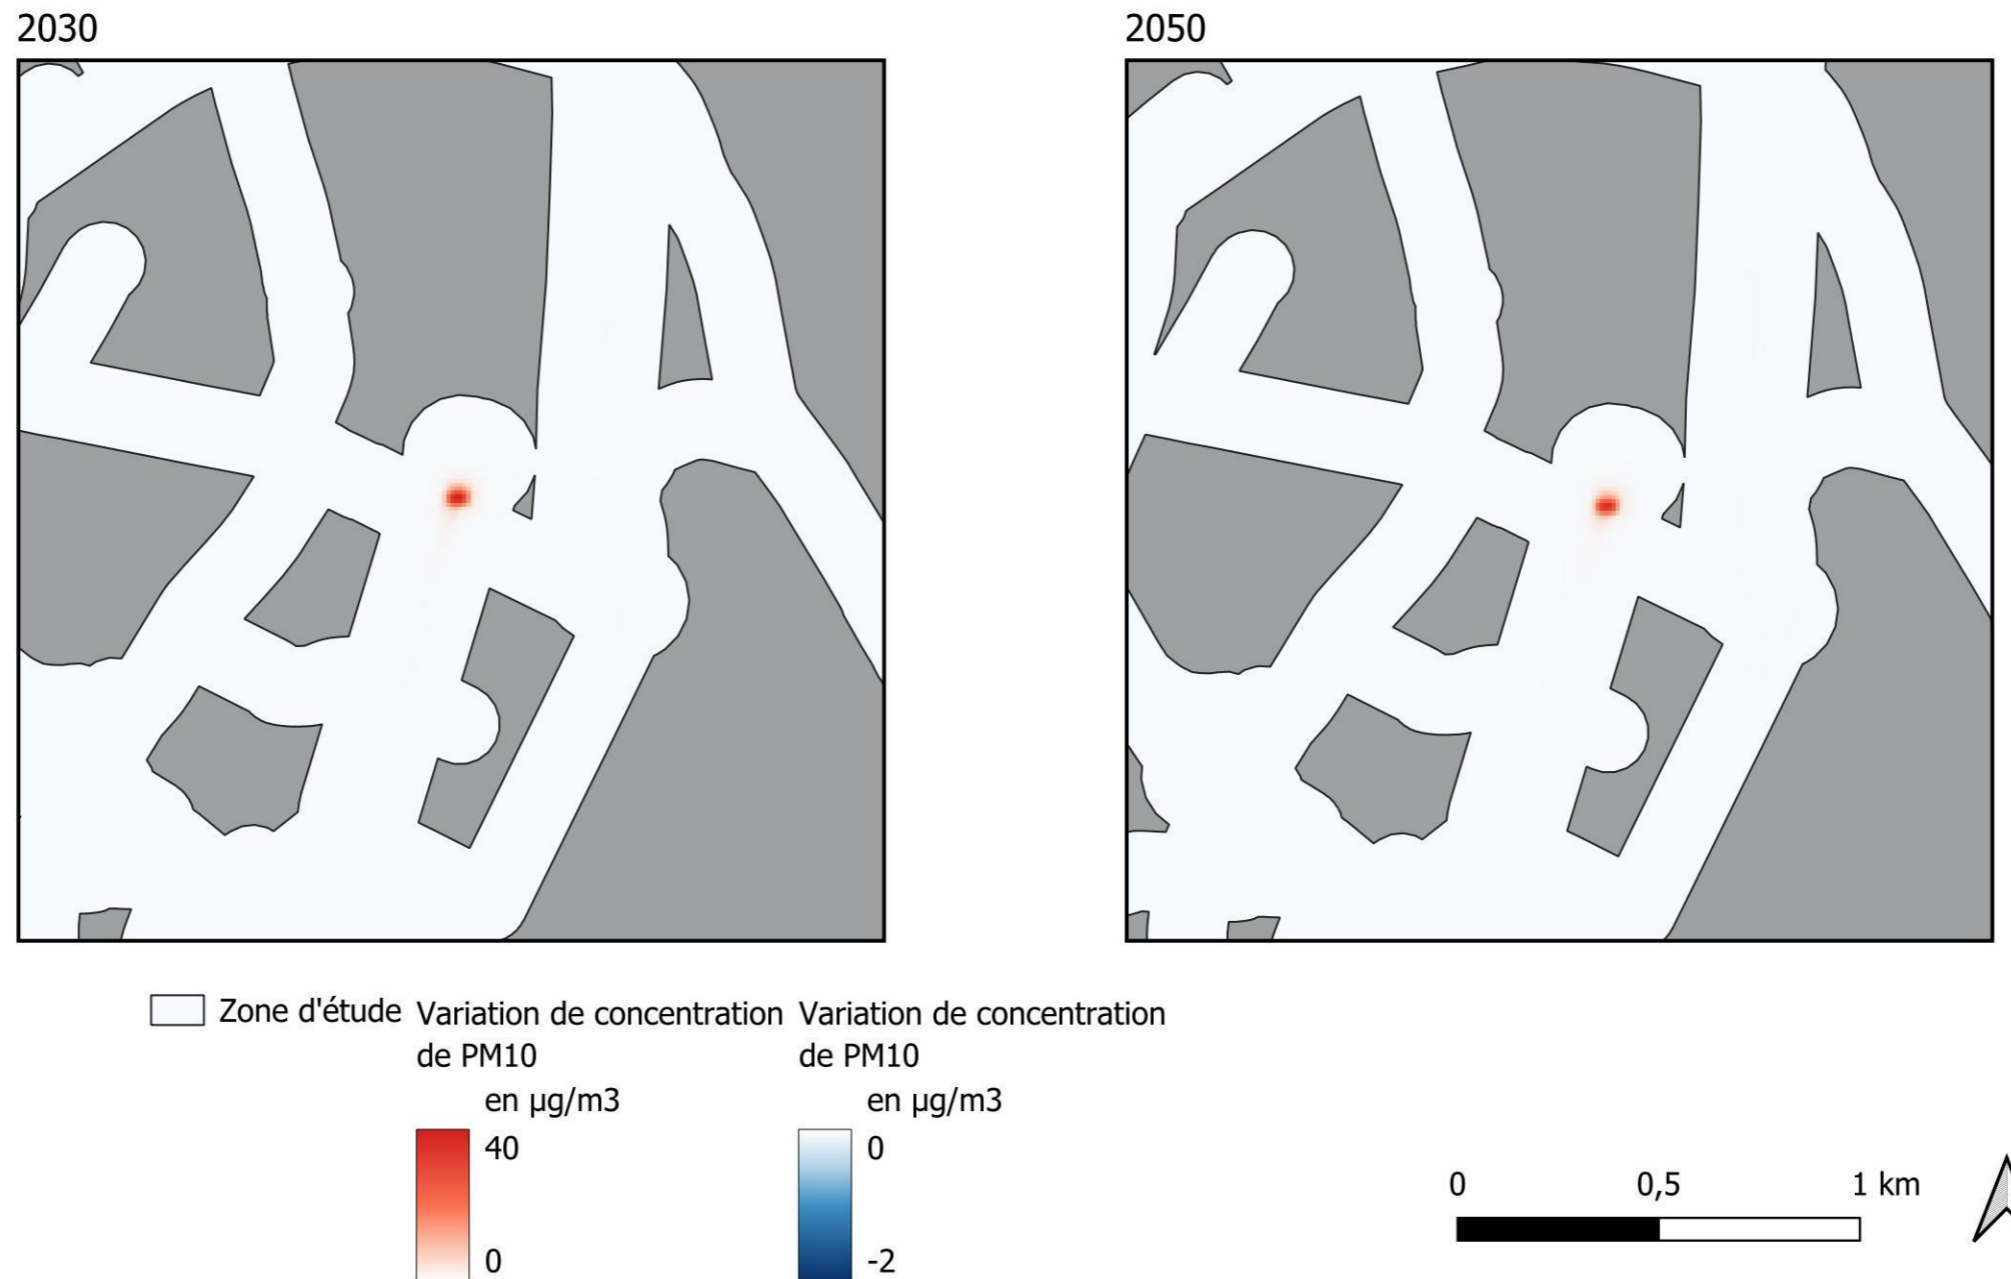 2030
2050
Zone d'étude
Variation de concentration
de PM10
en µg/m3
40
0
Variation de concentration
de PM10
en µg/m3
0
-2
0 0,5 1 km